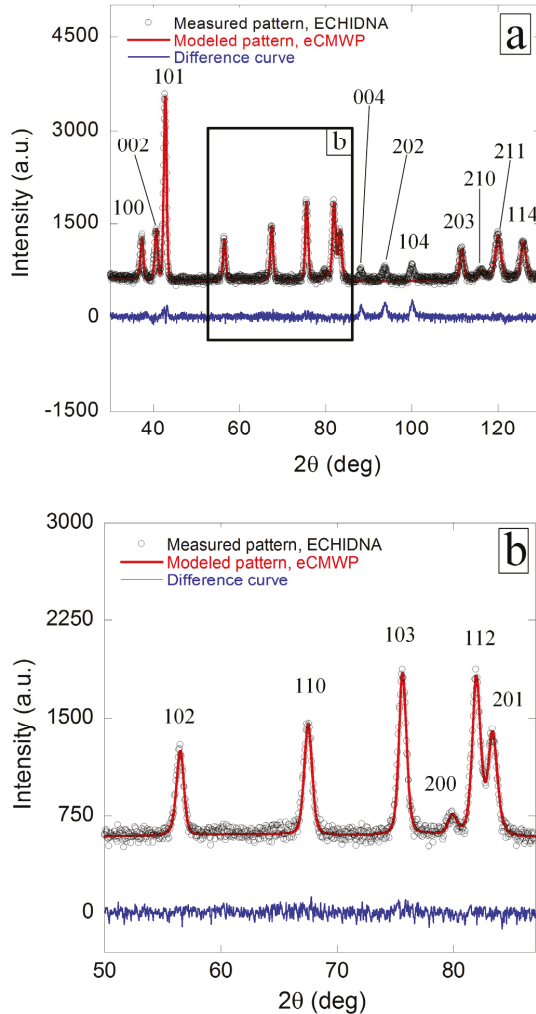 a
Measured pattern, ECHIDNA
Modeled pattern, eCMWP
Difference curve
4500
3000
1500
0
-1500
Intensity (a.u.)
100
002
101
b
004
202
104
203
210
211
114
40
60
80
100
120
2θ (deg)
b
Measured pattern, ECHIDNA
Modeled pattern, eCMWP
Difference curve
3000
2250
1500
750
0
Intensity (a.u.)
102
110
103
200
112
201
50
60
70
80
2θ (deg)